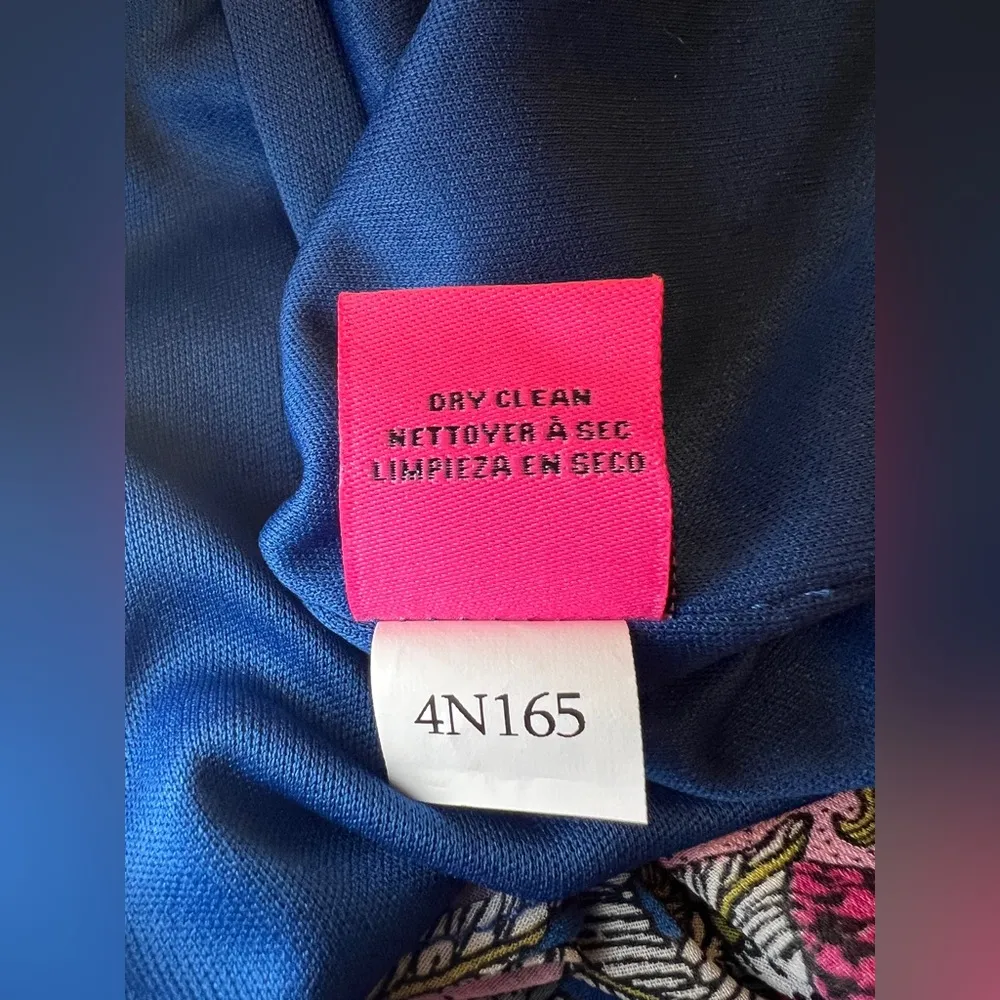 DRY CLEAN
NETTOYER À SEC
LIMPIEZA EN SECO
4N165